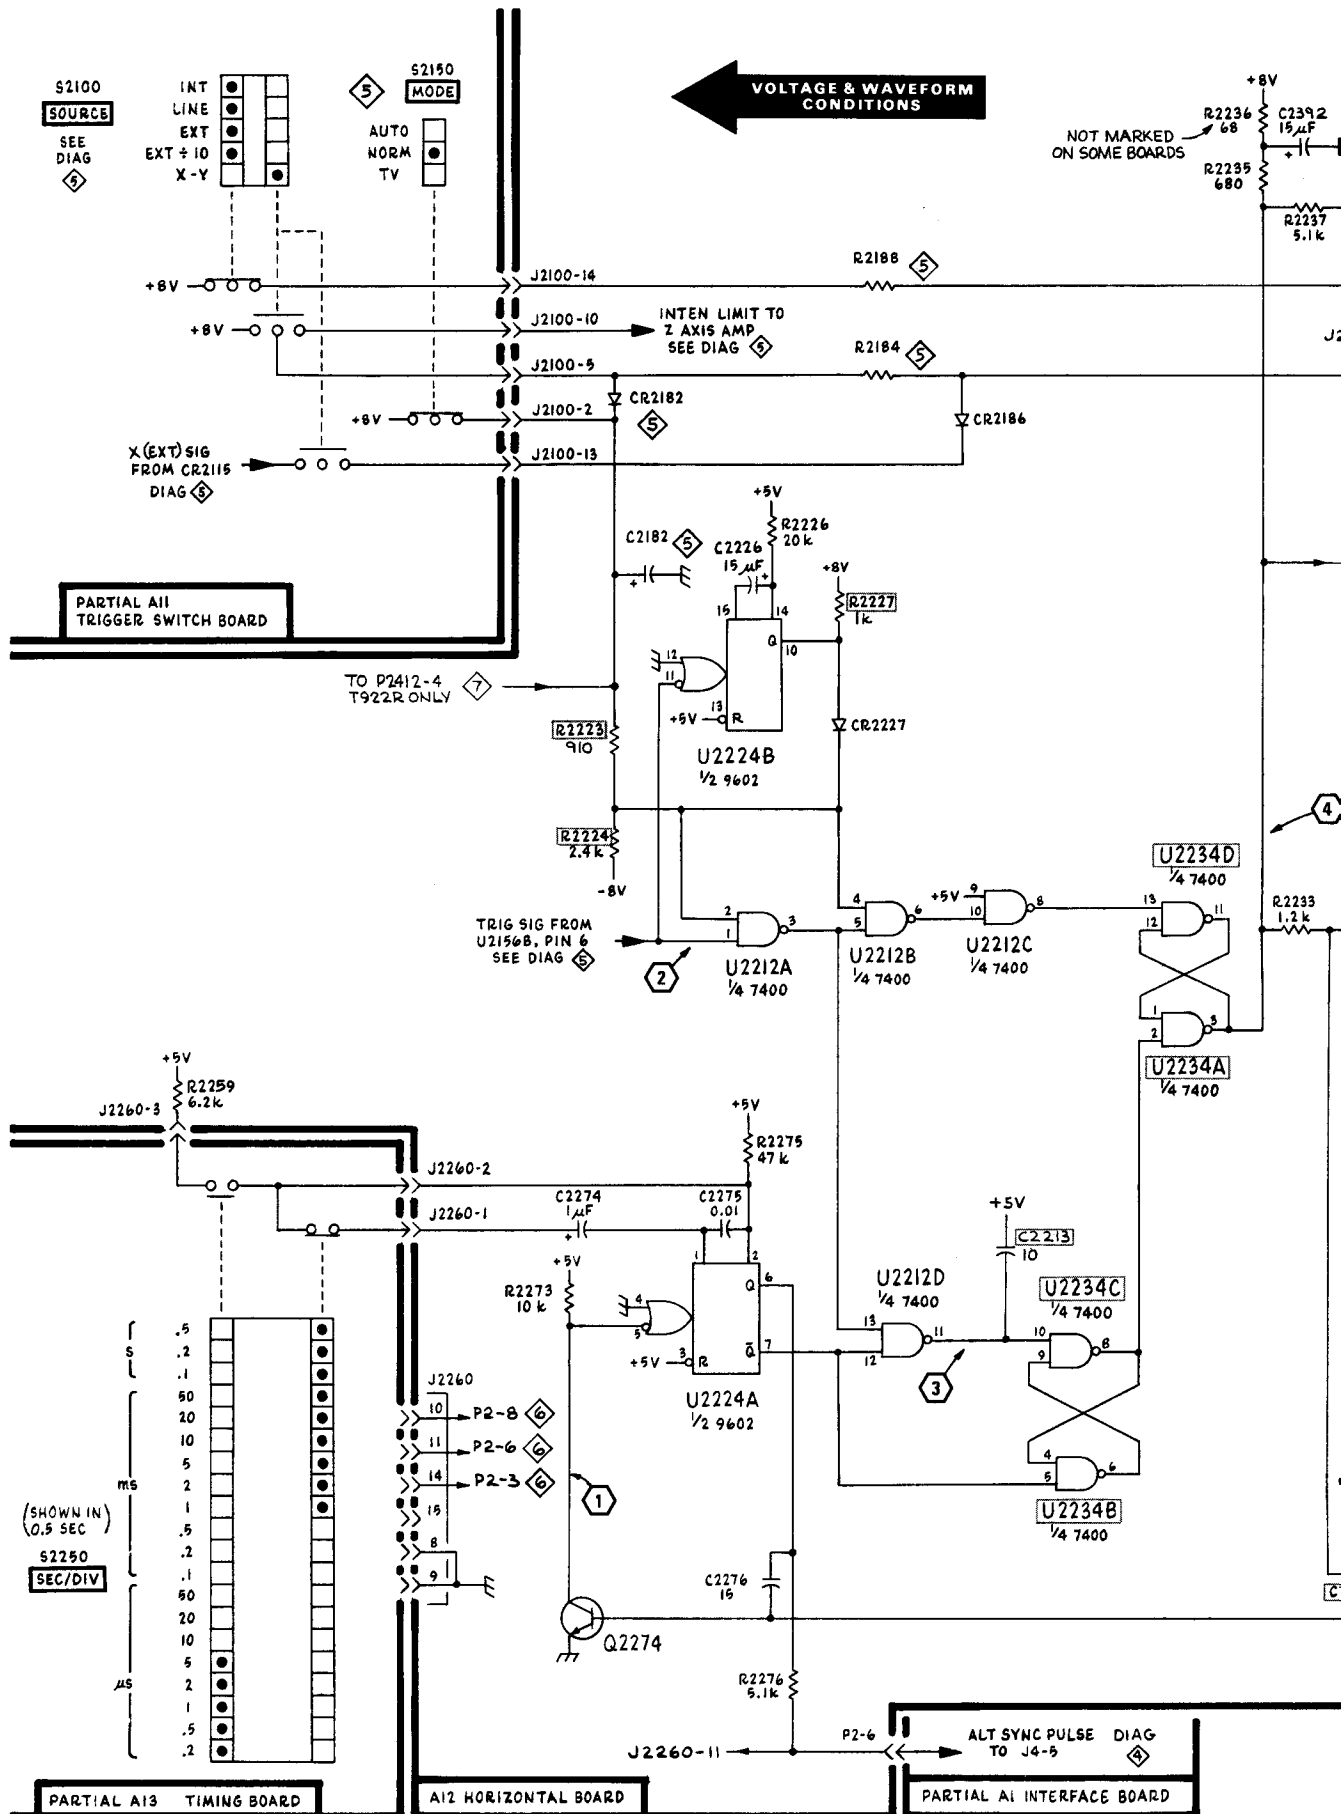 S2100
SOURCE
SEE
DIAG
5
INT
LINE
EXT
EXT ÷ 10
X-Y
5
S2150
MODE
AUTO
NORM
TV
VOLTAGE & WAVEFORM
CONDITIONS
NOT MARKED
ON SOME BOARDS
+8V
R2236
68
C2392
15µF
+
R2235
680
R2237
5.1k
+8V
J2100-14
R2188 5
+8V
J2100-10
INTEN LIMIT TO
Z AXIS AMP
SEE DIAG 5
J2
J2100-5
R2184 5
CR2182
5
+8V
J2100-2
CR2186
X (EXT) SIG
FROM CR2115
DIAG 5
J2100-13
+5V
R2226
20k
C2182 5
+
C2226
15µF
+
+8V
R2227
1k
15
14
Q
10
12
11
13
+5V
R
U2224B
1/2 9602
CR2227
PARTIAL A11
TRIGGER SWITCH BOARD
TO P2412-4
T922R ONLY
7
R2223
910
R2224
2.4k
-8V
4
TRIG SIG FROM
U2156B, PIN 6
SEE DIAG 5
2
2
1
3
U2212A
1/4 7400
4
5
6
U2212B
1/4 7400
+5V
9
10
8
U2212C
1/4 7400
U2234D
1/4 7400
13
12
11
R2233
1.2k
1
2
3
U2234A
1/4 7400
+5V
R2259
6.2k
J2260-3
+5V
R2275
47k
J2260-2
J2260-1
C2274
1µF
+
C2275
0.01
+5V
R2273
10k
1
2
Q
6
4
5
3
+5V
R
Q̅
7
U2224A
1/2 9602
+5V
C2213
10
U2212D
1/4 7400
13
12
11
3
U2234C
1/4 7400
10
9
8
4
5
6
U2234B
1/4 7400
J2260
10
P2-8 6
11
P2-6 6
14
P2-3 6
15
8
9
1
S
.5
.2
.1
ms
50
20
10
5
2
1
.5
.2
.1
µs
50
20
10
5
2
1
.5
.2
(SHOWN IN
0.5 SEC)
S2250
SEC/DIV
C2276
15
C
Q2274
R2276
5.1k
J2260-11
P2-6
ALT SYNC PULSE DIAG
TO J4-5 4
PARTIAL A13 TIMING BOARD
A12 HORIZONTAL BOARD
PARTIAL A1 INTERFACE BOARD